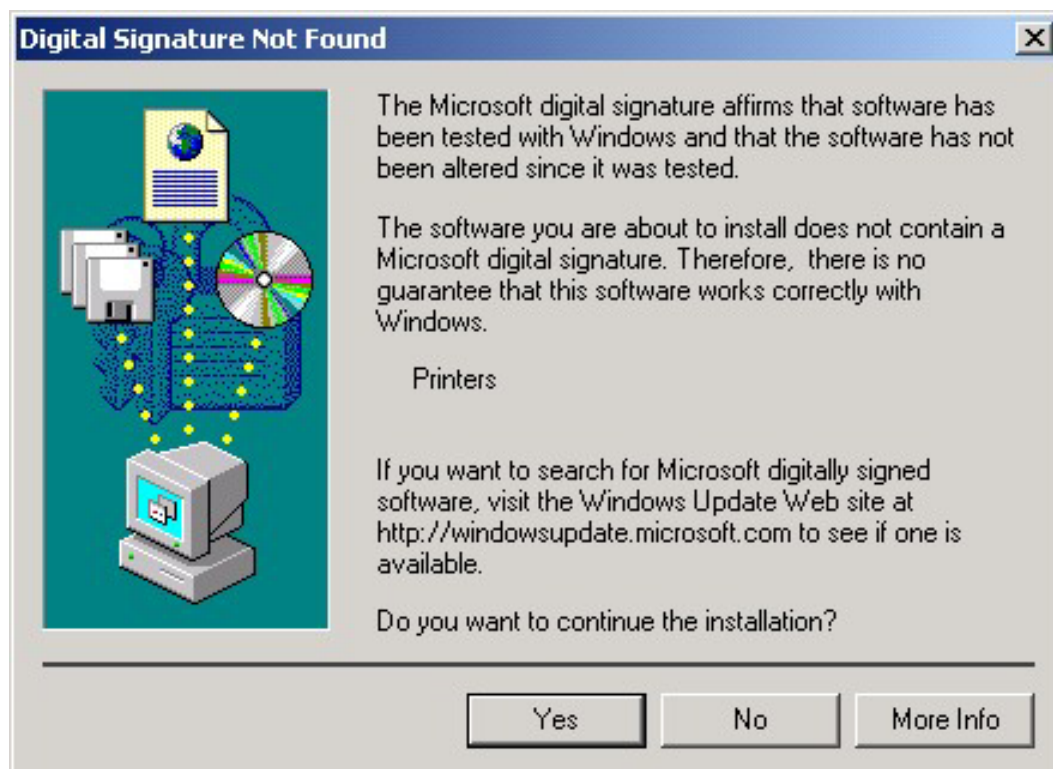 Digital Signature Not Found
The Microsoft digital signature affirms that software has
been tested with Windows and that the software has not
been altered since it was tested.
The software you are about to install does not contain a
Microsoft digital signature. Therefore,  there is no
guarantee that this software works correctly with
Windows.
Printers
If you want to search for Microsoft digitally signed
software, visit the Windows Update Web site at
http://windowsupdate.microsoft.com to see if one is
available.
Do you want to continue the installation?
Yes No More Info